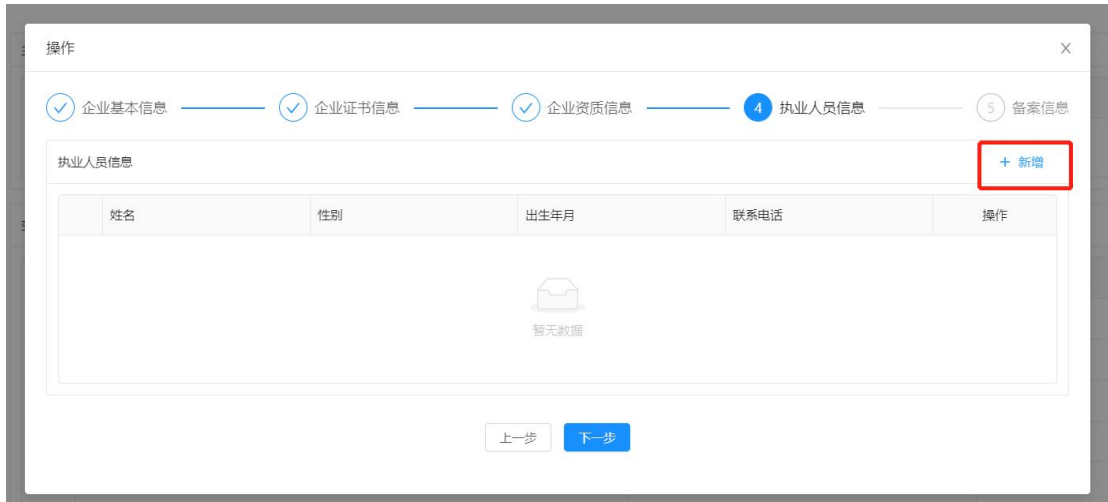 操作
企业基本信息 企业证书信息 企业资质信息 4 执业人员信息 5 备案信息
执业人员信息 + 新增
姓名 性别 出生年月 联系电话 操作
暂无数据
上一步 下一步